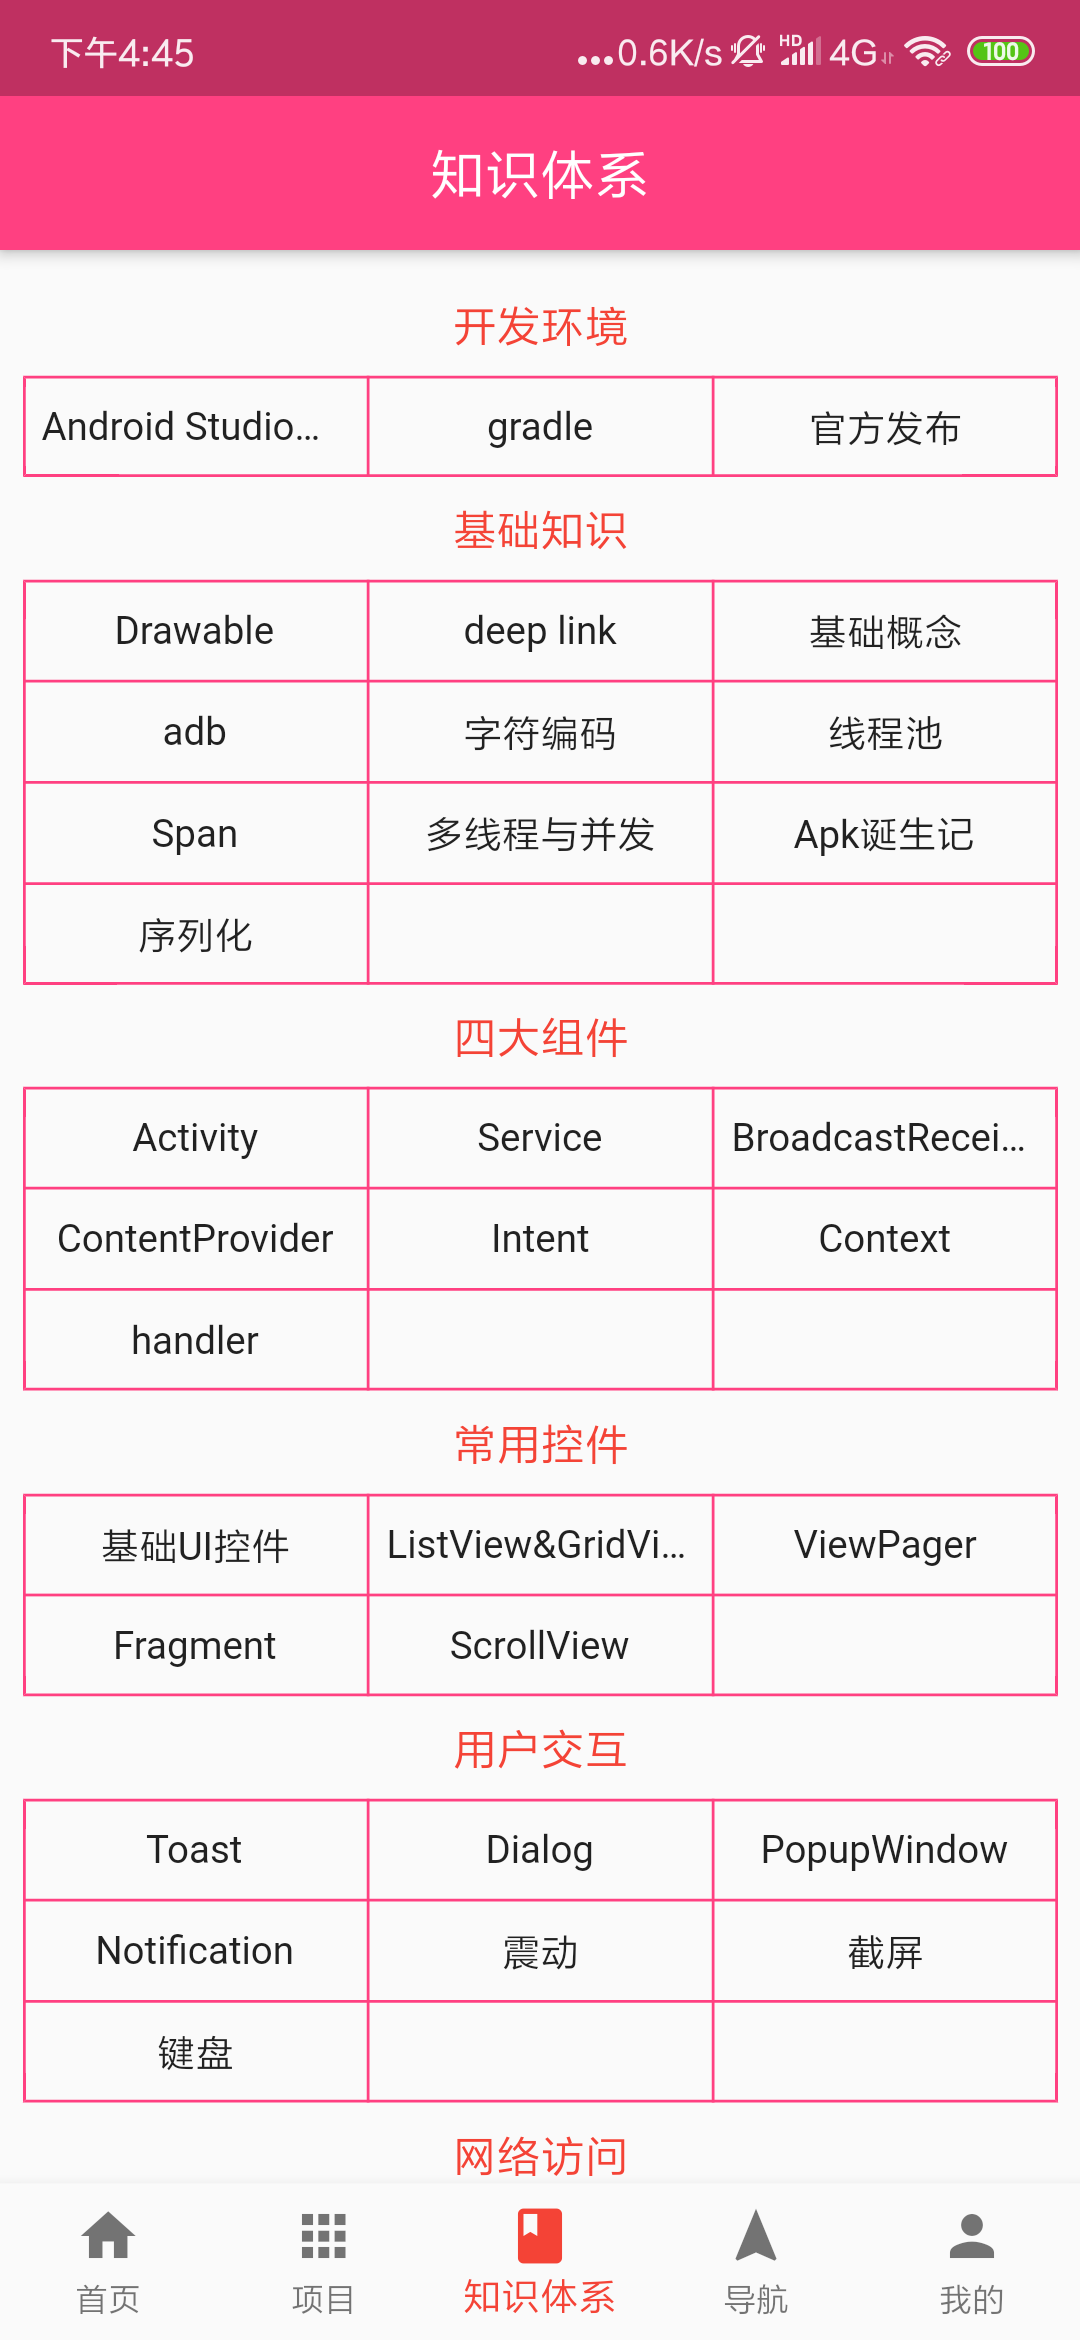 下午4:45 ...0.6K/s HD 4G 100
知识体系
开发环境
Android Studio... gradle 官方发布
基础知识
Drawable deep link 基础概念
adb 字符编码 线程池
Span 多线程与并发 Apk诞生记
序列化
四大组件
Activity Service BroadcastRecei...
ContentProvider Intent Context
handler
常用控件
基础UI控件 ListView&GridVi... ViewPager
Fragment ScrollView
用户交互
Toast Dialog PopupWindow
Notification 震动 截屏
键盘
网络访问
首页 项目 知识体系 导航 我的